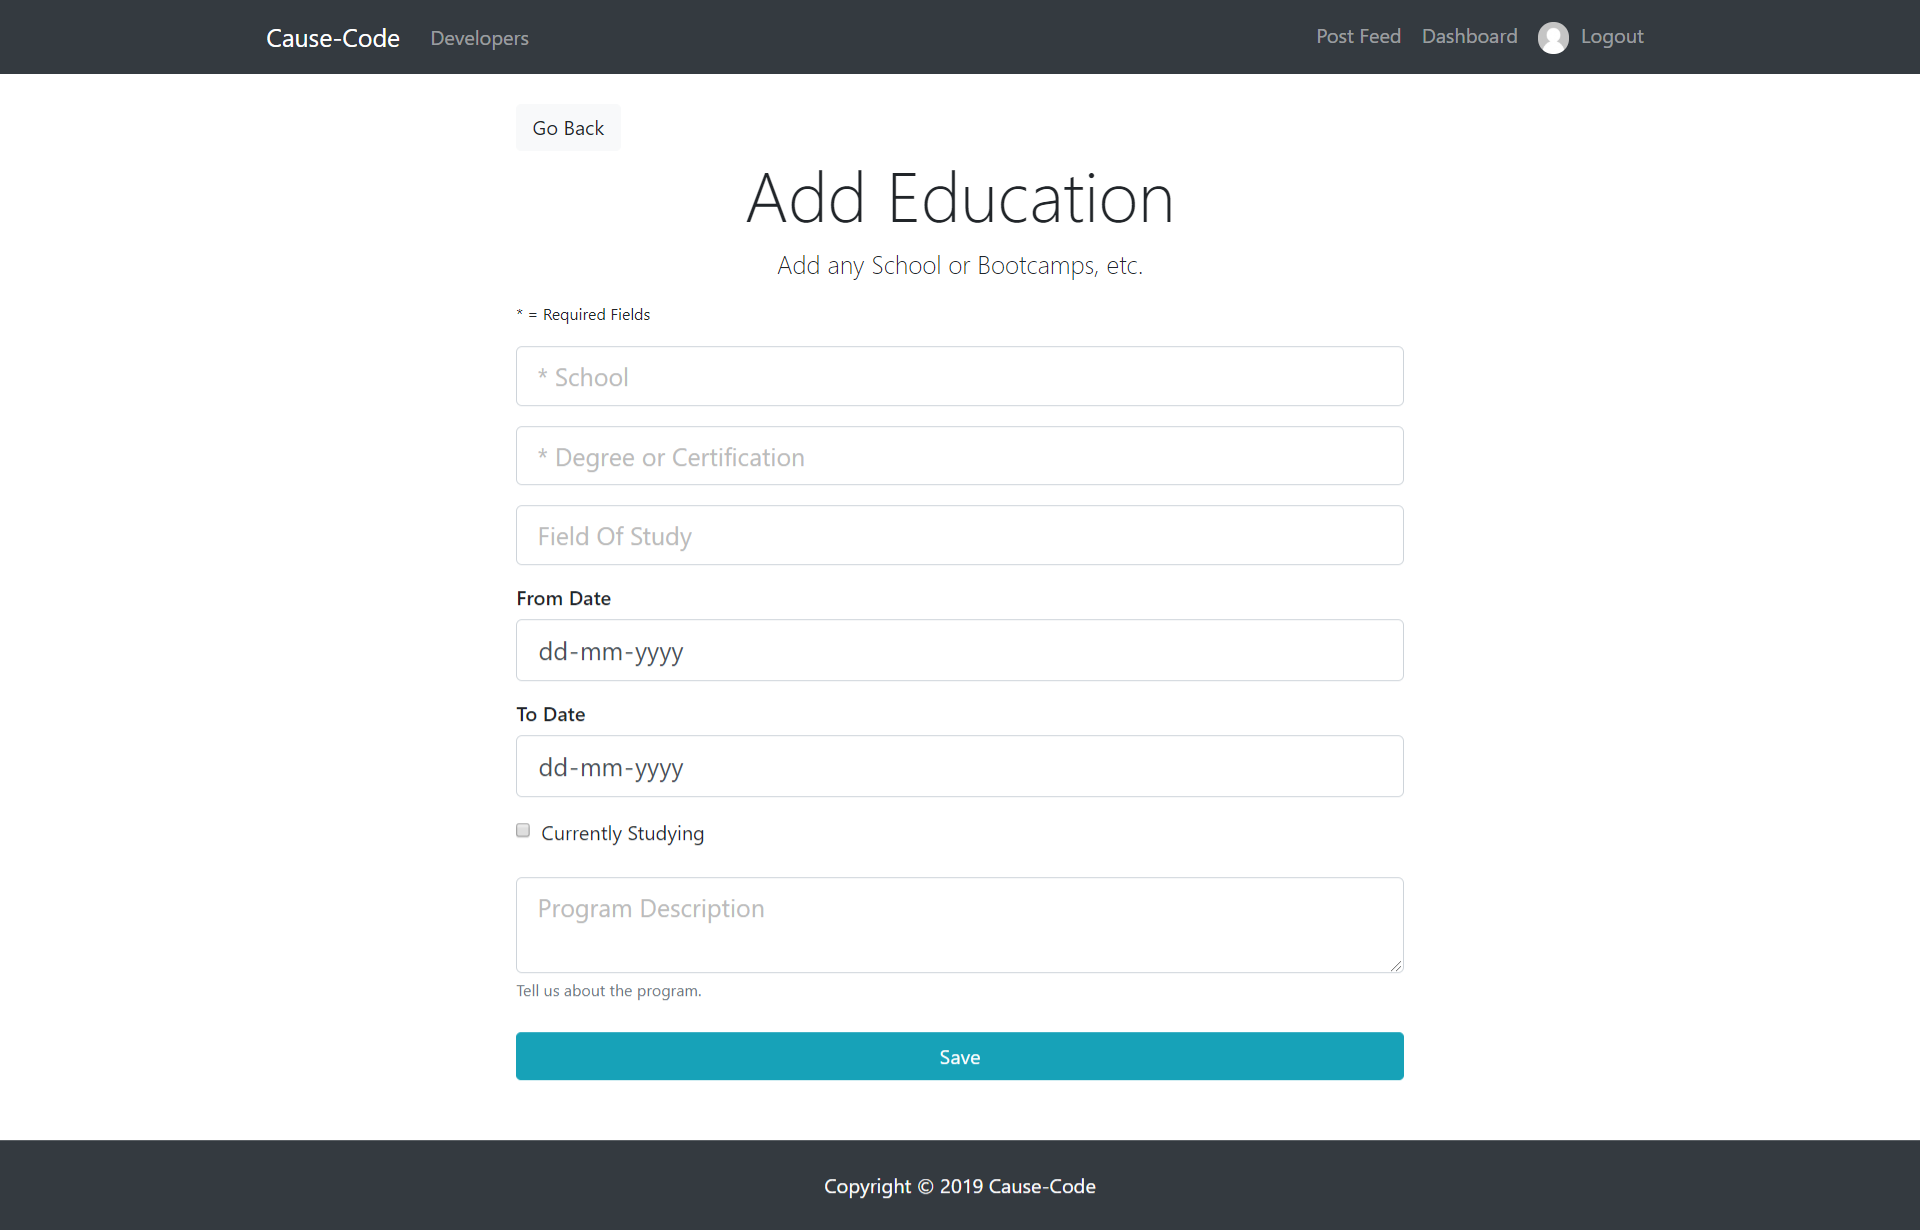 Cause-Code Developers Post Feed Dashboard Logout
Go Back
Add Education
Add any School or Bootcamps, etc.
* = Required Fields
* School
* Degree or Certification
Field Of Study
From Date
dd-mm-yyyy
To Date
dd-mm-yyyy
Currently Studying
Program Description
Tell us about the program.
Save
Copyright © 2019 Cause-Code